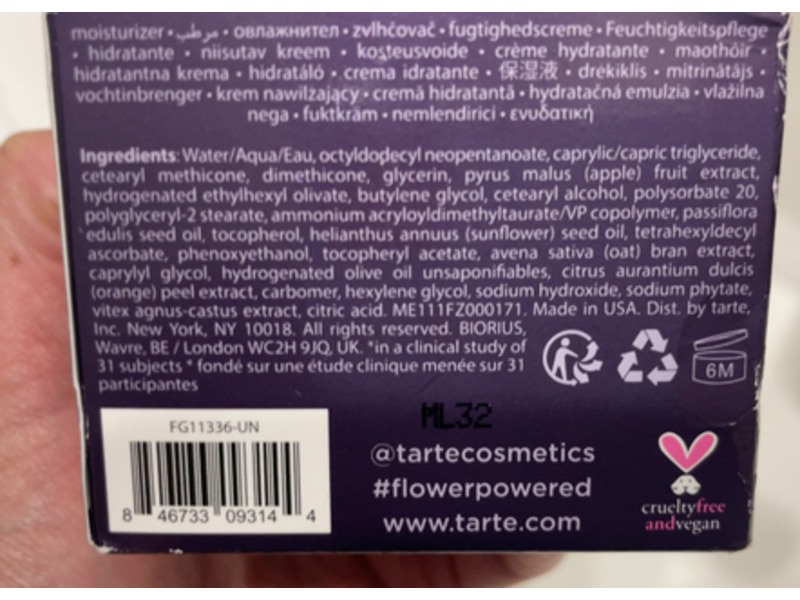 moisturizer • مرطب • овлажнител • zvlhčovač • fugtighedscreme • Feuchtigkeitspflege
• hidratante • niisutav kreem • kosteusvoide • crème hydratante • maothóir •
hidratantna krema • hidratáló • crema idratante • 保湿液 • drėkiklis • mitrinātājs •
vochtinbrenger • krem nawilżający • cremă hidratantă • hydratačná emulzia • vlažilna
nega • fuktkräm • nemlendirici • ενυδατική
Ingredients: Water/Aqua/Eau, octyldodecyl neopentanoate, caprylic/capric triglyceride,
cetearyl methicone, dimethicone, glycerin, pyrus malus (apple) fruit extract,
hydrogenated ethylhexyl olivate, butylene glycol, cetearyl alcohol, polysorbate 20,
polyglyceryl-2 stearate, ammonium acryloyldimethyltaurate/VP copolymer, passiflora
edulis seed oil, tocopherol, helianthus annuus (sunflower) seed oil, tetrahexyldecyl
ascorbate, phenoxyethanol, tocopheryl acetate, avena sativa (oat) bran extract,
caprylyl glycol, hydrogenated olive oil unsaponifiables, citrus aurantium dulcis
(orange) peel extract, carbomer, hexylene glycol, sodium hydroxide, sodium phytate,
vitex agnus-castus extract, citric acid. ME111FZ000171. Made in USA. Dist. by tarte,
Inc. New York, NY 10018. All rights reserved. BIORIUS,
Wavre, BE / London WC2H 9JQ, UK. *in a clinical study of
31 subjects * fondé sur une étude clinique menée sur 31
participantes
6M
FG11336-UN
8 46733 09314 4
ML32
@tartecosmetics
#flowerpowered
www.tarte.com
crueltyfree
andvegan